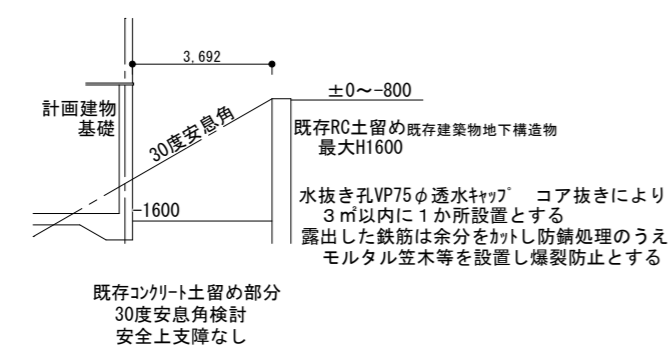 3,692
±0～-800
計画建物
基礎
30度安息角
既存RC土留め既存建築物地下構造物
最大H1600
-1600
水抜き孔VP75φ透水ｷｬｯﾌﾟ　コア抜きにより
３㎡以内に１か所設置とする
露出した鉄筋は余分をｶｯﾄし防錆処理のうえ
モルタル笠木等を設置し爆裂防止とする
既存ｺﾝｸﾘｰﾄ土留め部分
30度安息角検討
安全上支障なし